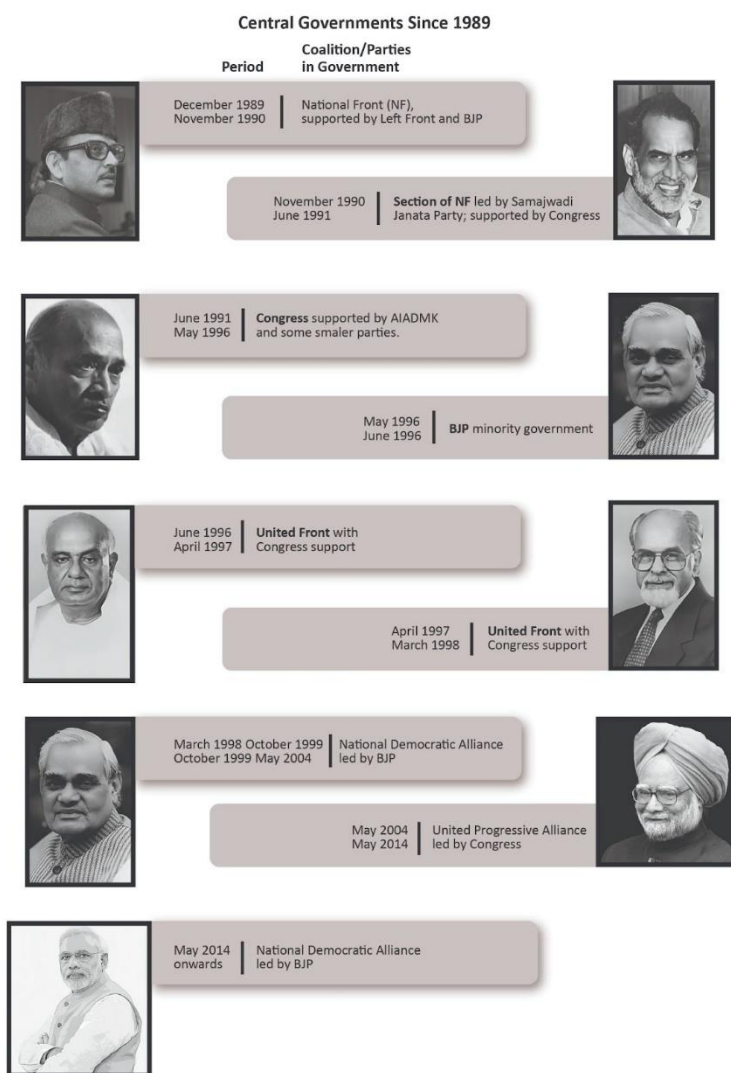 Central Governments Since 1989
Period
Coalition/Parties
in Government
December 1989
November 1990
National Front (NF),
supported by Left Front and BJP
November 1990
June 1991
Section of NF led by Samajwadi
Janata Party; supported by Congress
June 1991
May 1996
Congress supported by AIADMK
and some smaler parties.
May 1996
June 1996
BJP minority government
June 1996
April 1997
United Front with
Congress support
April 1997
March 1998
United Front with
Congress support
March 1998 October 1999
October 1999 May 2004
National Democratic Alliance
led by BJP
May 2004
May 2014
United Progressive Alliance
led by Congress
May 2014
onwards
National Democratic Alliance
led by BJP